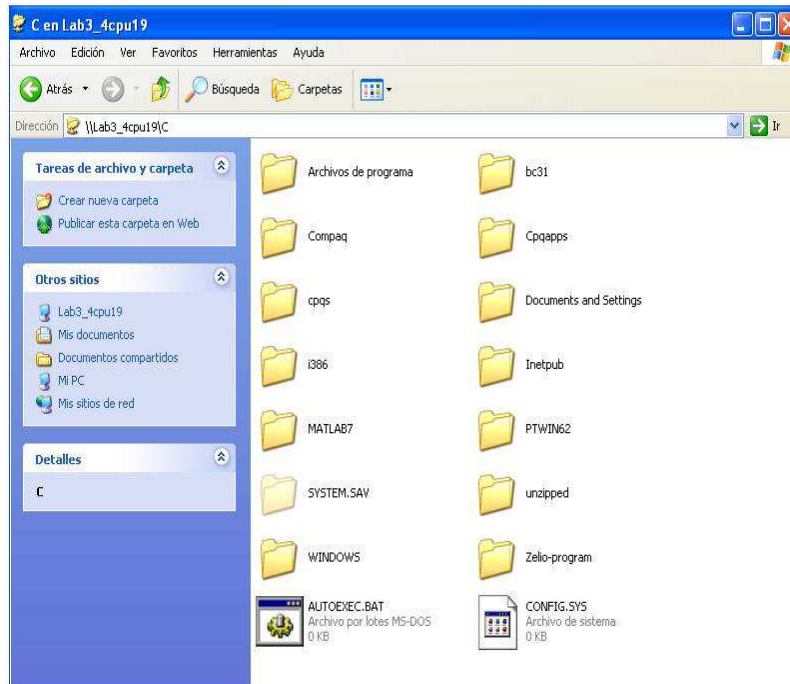 C en Lab3_4cpu19
Archivo Edición Ver Favoritos Herramientas Ayuda
Atrás Búsqueda Carpetas
Dirección \\Lab3_4cpu19\C Ir
Tareas de archivo y carpeta
Crear nueva carpeta
Publicar esta carpeta en Web
Otros sitios
Lab3_4cpu19
Mis documentos
Documentos compartidos
Mi PC
Mis sitios de red
Detalles
C
Archivos de programa
bc31
Compaq
Cpqapps
cpqs
Documents and Settings
i386
Inetpub
MATLAB7
PTWIN62
SYSTEM.SAV
unzipped
WINDOWS
Zelio-program
AUTOEXEC.BAT
Archivo por lotes MS-DOS
0 KB
CONFIG.SYS
Archivo de sistema
0 KB